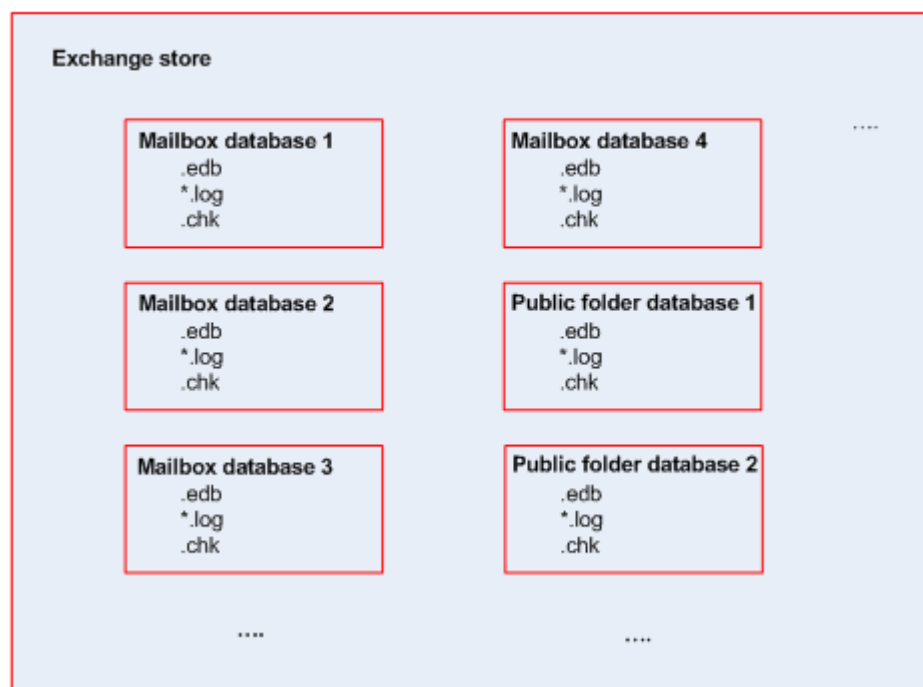 Exchange store
Mailbox database 1
.edb
*.log
.chk
Mailbox database 2
.edb
*.log
.chk
Mailbox database 3
.edb
*.log
.chk
....
Mailbox database 4
.edb
*.log
.chk
Public folder database 1
.edb
*.log
.chk
Public folder database 2
.edb
*.log
.chk
....
....